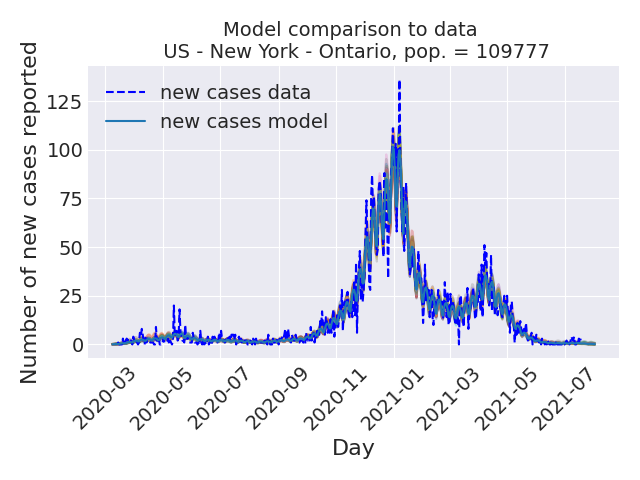 Model comparison to data
US - New York - Ontario, pop. = 109777
Number of new cases reported
new cases data
new cases model
125
100
75
50
25
0
2020-03
2020-05
2020-07
2020-09
2020-11
2021-01
2021-03
2021-05
2021-07
Day